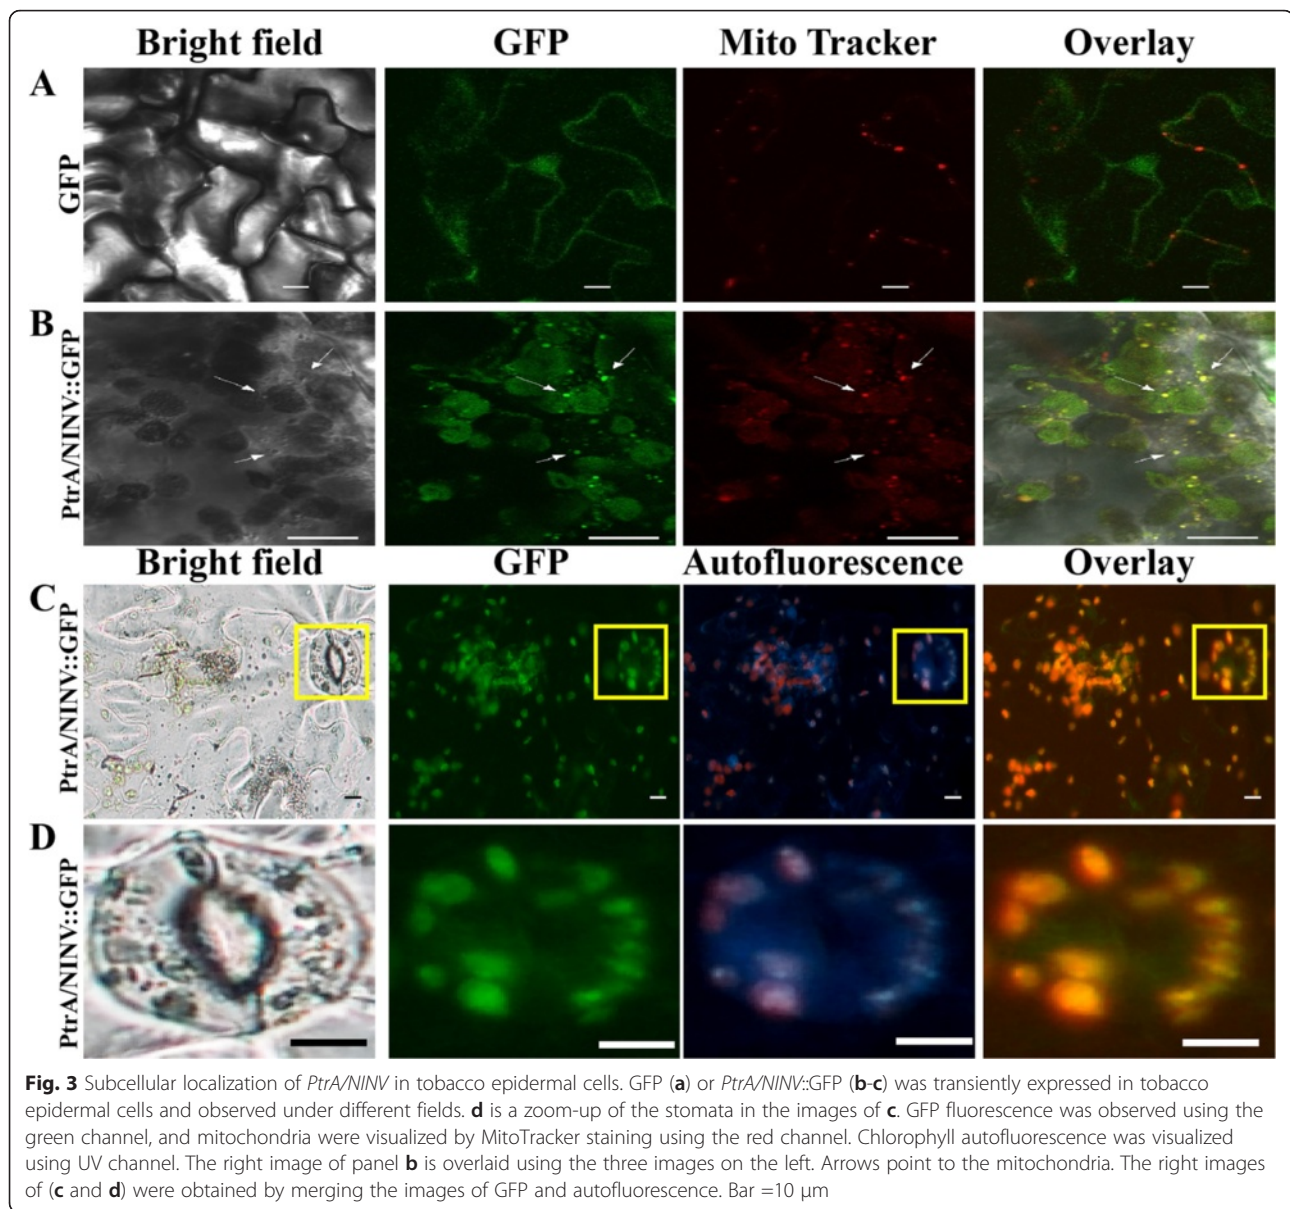 Bright field GFP Mito Tracker Overlay
A
GFP
B
PtrA/NINV::GFP
Bright field GFP Autofluorescence Overlay
C
PtrA/NINV::GFP
D
PtrA/NINV::GFP
Fig. 3 Subcellular localization of PtrA/NINV in tobacco epidermal cells. GFP (a) or PtrA/NINV::GFP (b-c) was transiently expressed in tobacco
epidermal cells and observed under different fields. d is a zoom-up of the stomata in the images of c. GFP fluorescence was observed using the
green channel, and mitochondria were visualized by MitoTracker staining using the red channel. Chlorophyll autofluorescence was visualized
using UV channel. The right image of panel b is overlaid using the three images on the left. Arrows point to the mitochondria. The right images
of (c and d) were obtained by merging the images of GFP and autofluorescence. Bar =10 μm